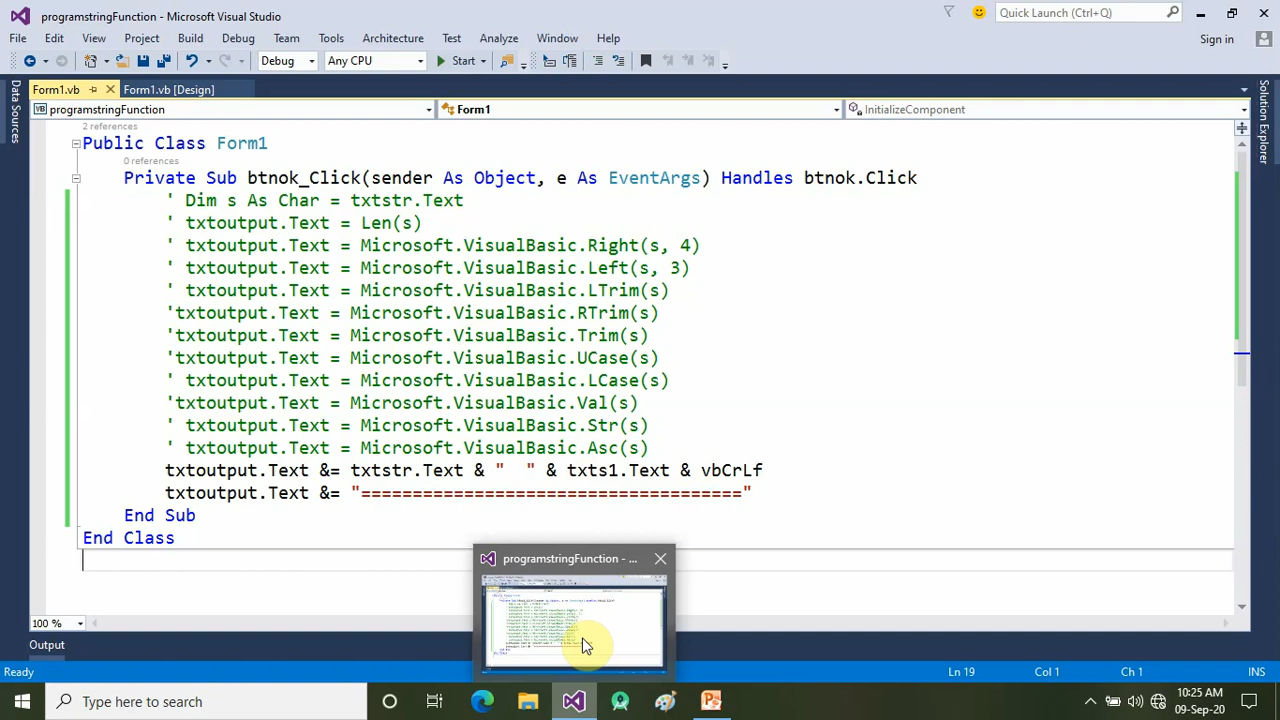 programstringFunction - Microsoft Visual Studio
Quick Launch (Ctrl+Q)
File Edit View Project Build Debug Team Tools Architecture Test Analyze Window Help
Sign in
Debug Any CPU Start
Form1.vb Form1.vb [Design]
Data Sources
Solution Explorer
programstringFunction Form1 InitializeComponent
2 references
Public Class Form1
0 references
Private Sub btnok_Click(sender As Object, e As EventArgs) Handles btnok.Click
' Dim s As Char = txtstr.Text
' txtoutput.Text = Len(s)
' txtoutput.Text = Microsoft.VisualBasic.Right(s, 4)
' txtoutput.Text = Microsoft.VisualBasic.Left(s, 3)
' txtoutput.Text = Microsoft.VisualBasic.LTrim(s)
'txtoutput.Text = Microsoft.VisualBasic.RTrim(s)
'txtoutput.Text = Microsoft.VisualBasic.Trim(s)
'txtoutput.Text = Microsoft.VisualBasic.UCase(s)
' txtoutput.Text = Microsoft.VisualBasic.LCase(s)
'txtoutput.Text = Microsoft.VisualBasic.Val(s)
' txtoutput.Text = Microsoft.VisualBasic.Str(s)
' txtoutput.Text = Microsoft.VisualBasic.Asc(s)
txtoutput.Text &= txtstr.Text & "  " & txts1.Text & vbCrLf
txtoutput.Text &= "====================================="
End Sub
End Class
programstringFunction - ...
100 %
Output
Ready Ln 19 Col 1 Ch 1 INS
Type here to search
10:25 AM
09-Sep-20